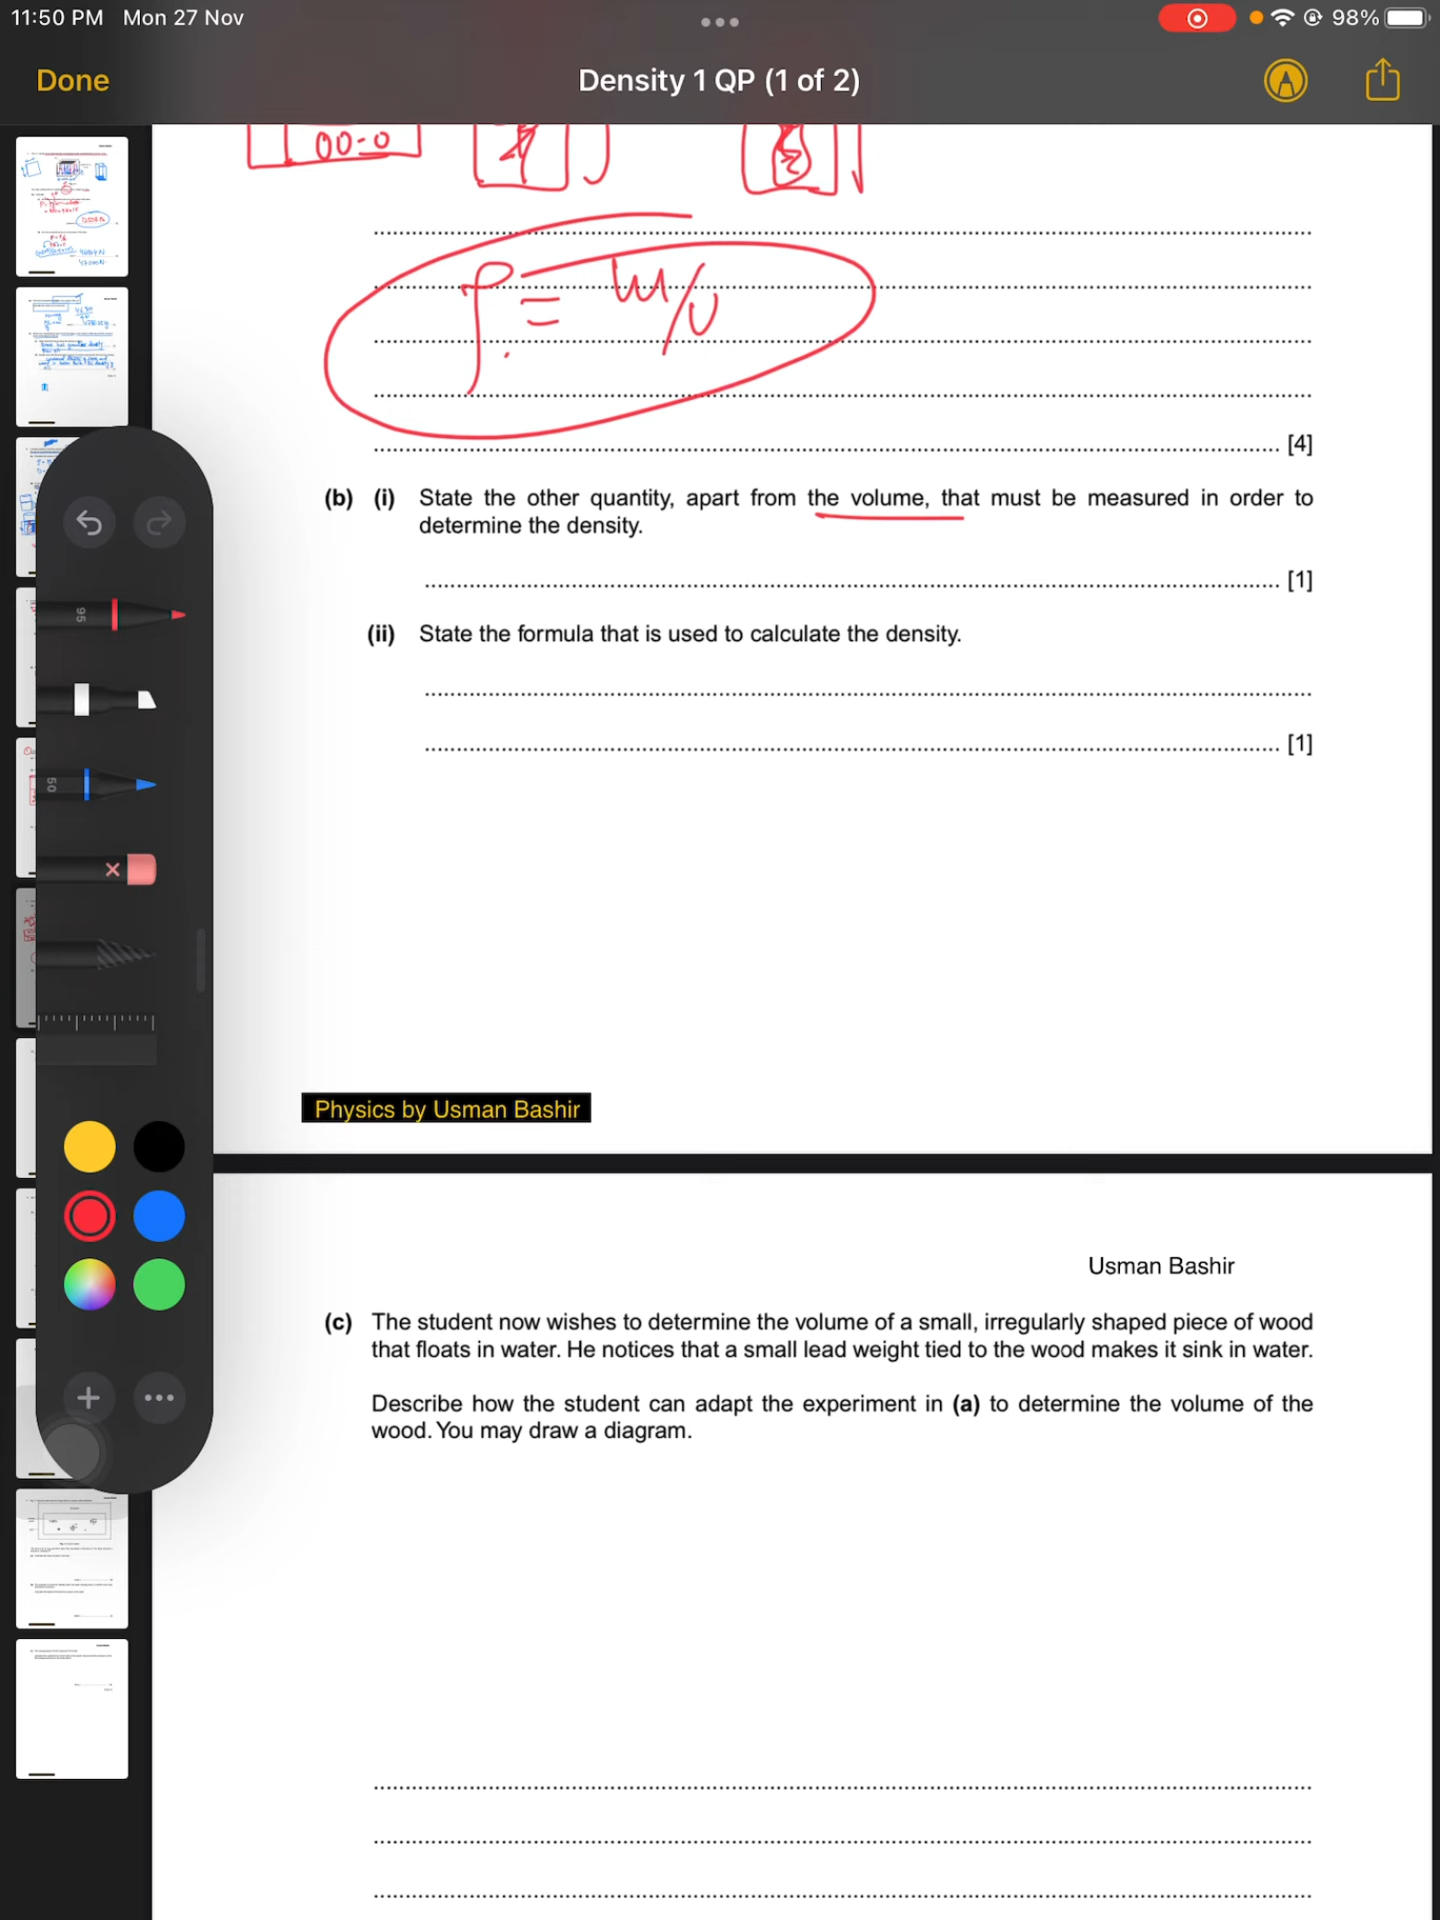 11:50 PM Mon 27 Nov
98%
Done
Density 1 QP (1 of 2)
00:0
ρ = m/v
[4]
(b) (i) State the other quantity, apart from the volume, that must be measured in order to
determine the density.
[1]
(ii) State the formula that is used to calculate the density.
[1]
95
50
Physics by Usman Bashir
Usman Bashir
(c) The student now wishes to determine the volume of a small, irregularly shaped piece of wood
that floats in water. He notices that a small lead weight tied to the wood makes it sink in water.
Describe how the student can adapt the experiment in (a) to determine the volume of the
wood. You may draw a diagram.